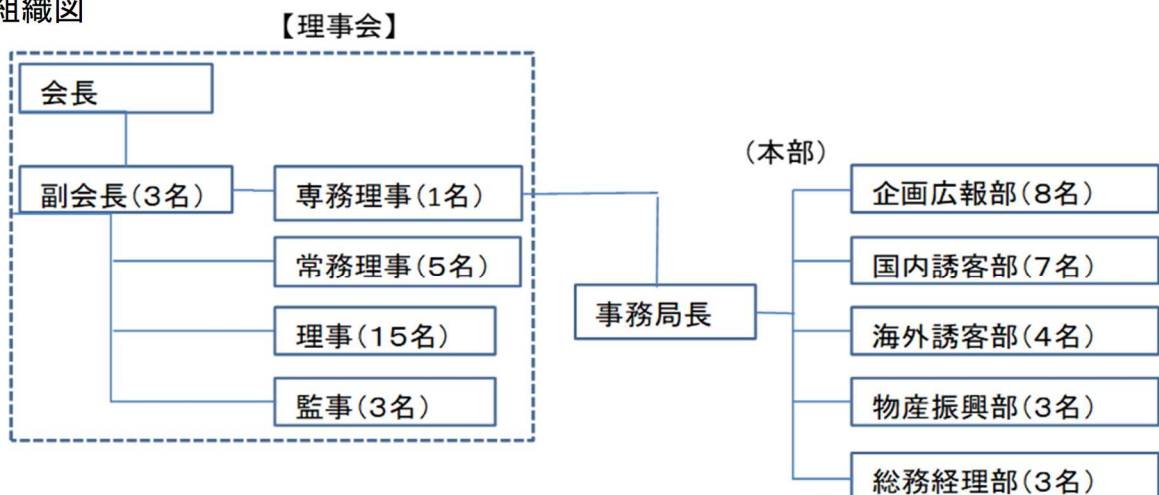 組織図
【理事会】
会長
副会長(3名)
専務理事(1名)
常務理事(5名)
理事(15名)
監事(3名)
事務局長
(本部)
企画広報部(8名)
国内誘客部(7名)
海外誘客部(4名)
物産振興部(3名)
総務経理部(3名)